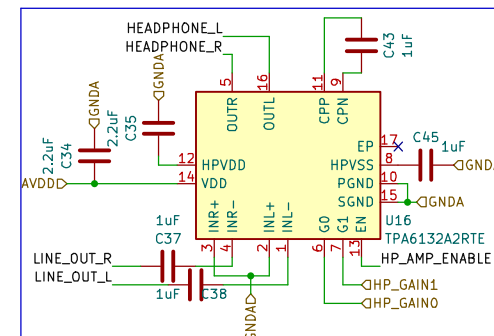 HEADPHONE_L
HEADPHONE_R
GNDA
GNDA
2.2uF
C34
2.2uF
C35
C43
1uF
5
16
11
9
OUTR
OUTL
CPP
CPN
EP
17
HPVDD
12
HPVSS
8
C45
1uF
GND
AVDD
14
VDD
PGND
10
SGND
15
GNDA
INR+
INR-
INL+
INL-
G0
G1
EN
U16
TPA6132A2RTE
3
4
2
1
6
7
13
1uF
C37
LINE_OUT_R
LINE_OUT_L
1uF
C38
HP_AMP_ENABLE
HP_GAIN1
HP_GAIN0
GNDA